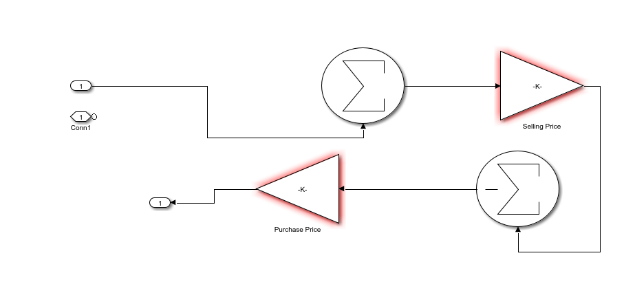 1
-K-
1
Conn1
Selling Price
-K-
1
Purchase Price